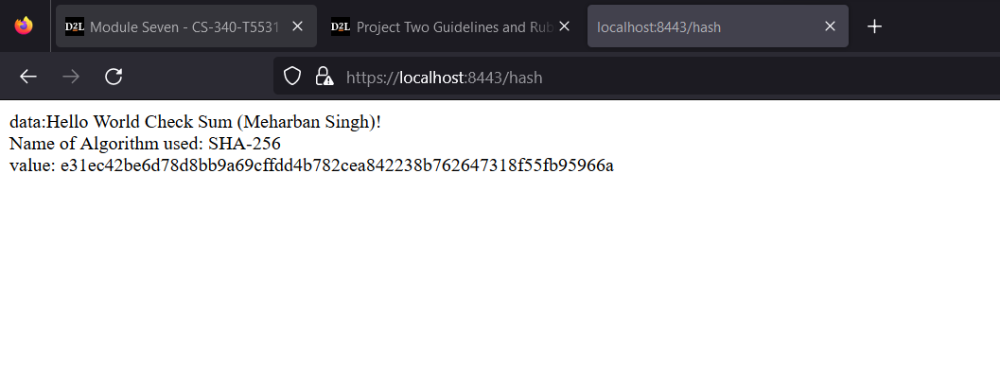 D2L Module Seven - CS-340-T5531
D2L Project Two Guidelines and Rub
localhost:8443/hash
https://localhost:8443/hash
data:Hello World Check Sum (Meharban Singh)!
Name of Algorithm used: SHA-256
value: e31ec42be6d78d8bb9a69cffdd4b782cea842238b762647318f55fb95966a